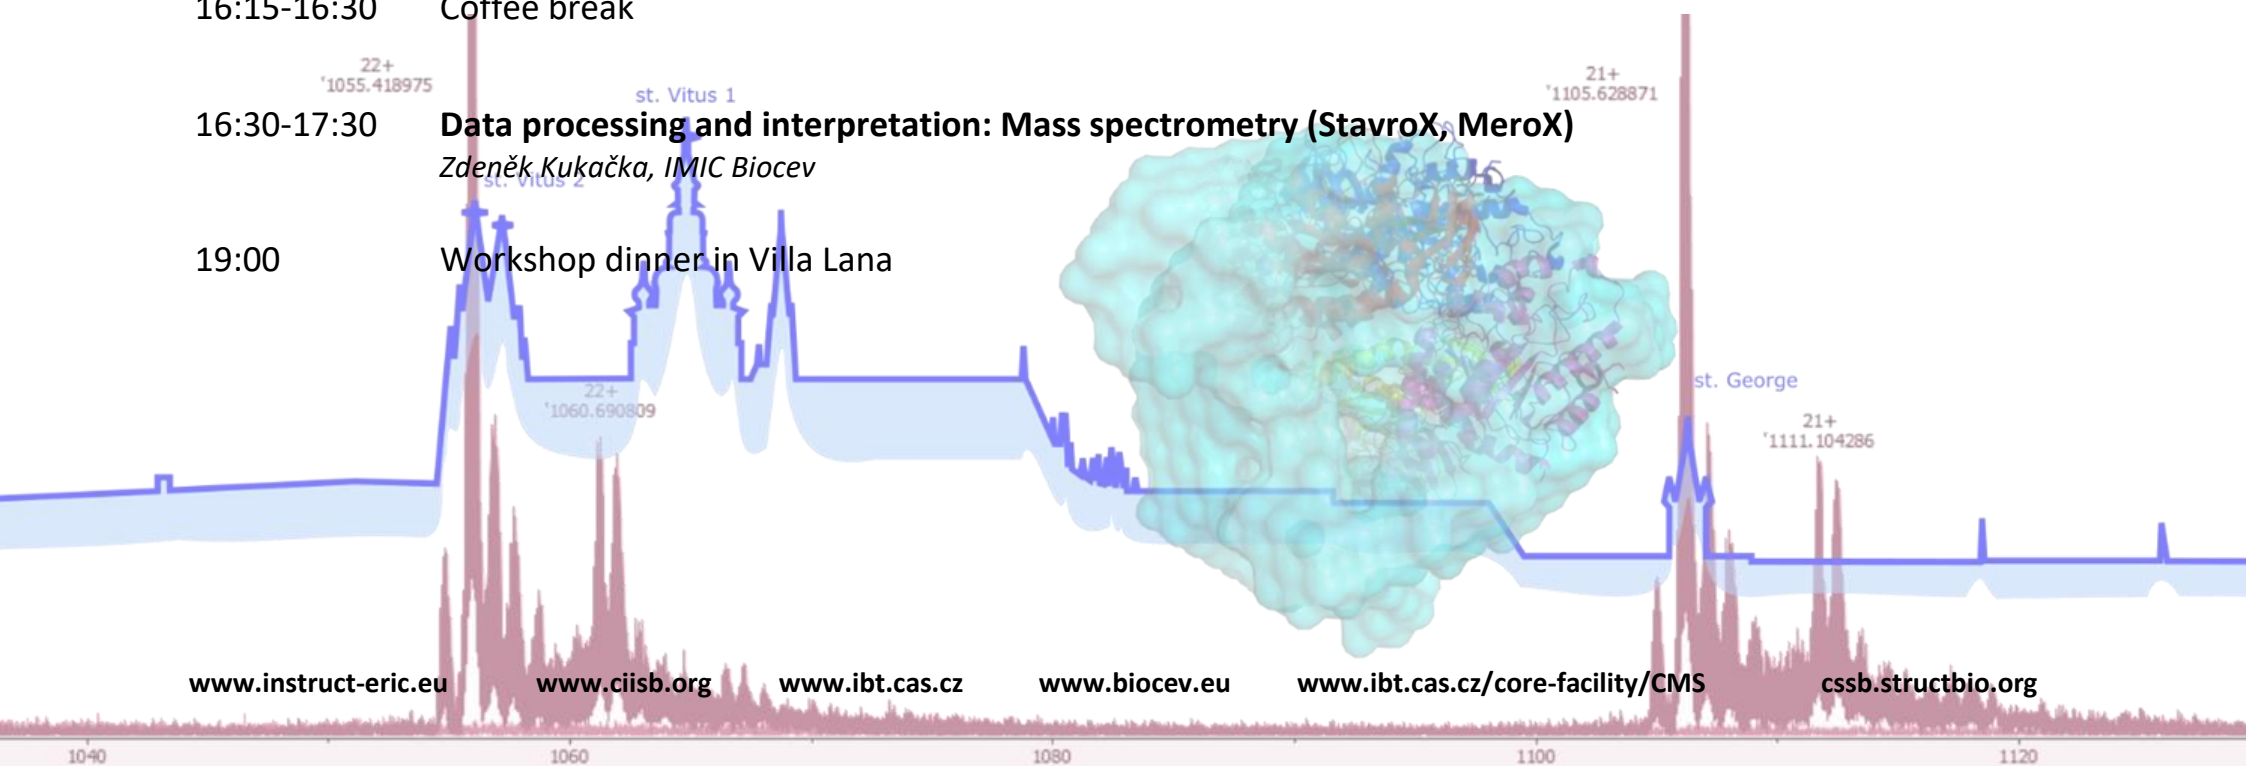 16:15-16:30 Coffee break
22+
1055.418975
21+
1105.628871
st. Vitus 1
16:30-17:30 Data processing and interpretation: Mass spectrometry (StavroX, MeroX)
Zdeněk Kukačka, IMIC Biocev
st. Vitus 2
19:00 Workshop dinner in Villa Lana
st. George
22+
1060.690809
21+
1111.104286
www.instruct-eric.eu www.ciisb.org www.ibt.cas.cz www.biocev.eu www.ibt.cas.cz/core-facility/CMS cssb.structbio.org
1040 1060 1080 1100 1120